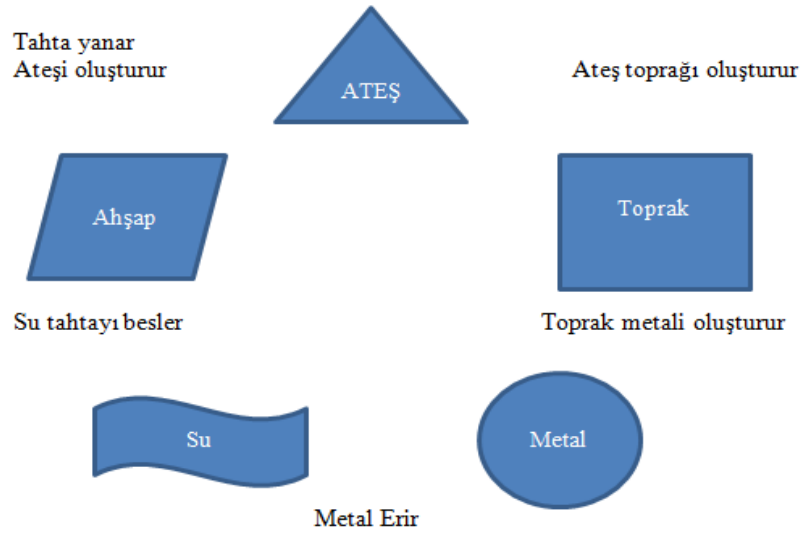 Tahta yanar
Ateşi oluşturur
ATEŞ
Ateş toprağı oluşturur
Ahşap
Toprak
Su tahtayı besler
Toprak metali oluşturur
Su
Metal
Metal Erir